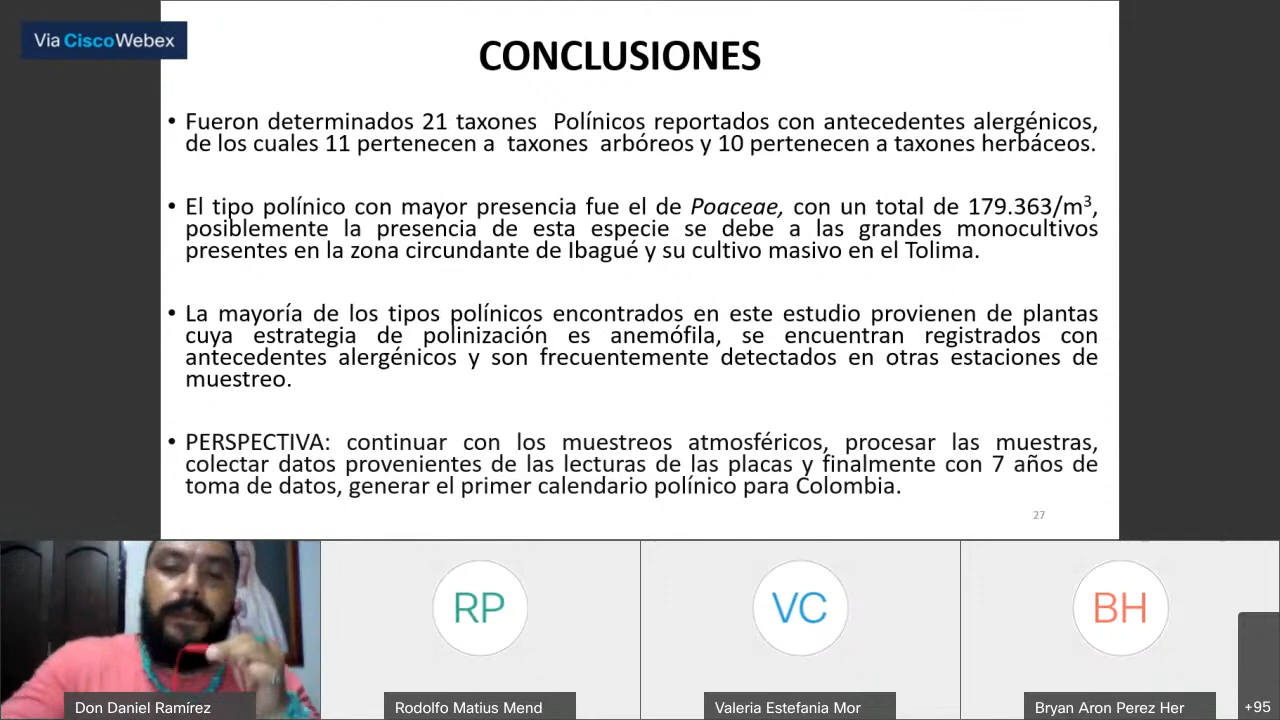 Vía CiscoWebex
CONCLUSIONES
• Fueron determinados 21 taxones Polínicos reportados con antecedentes alergénicos,
de los cuales 11 pertenecen a taxones arbóreos y 10 pertenecen a taxones herbáceos.
• El tipo polínico con mayor presencia fue el de Poaceae, con un total de 179.363/m³,
posiblemente la presencia de esta especie se debe a las grandes monocultivos
presentes en la zona circundante de Ibagué y su cultivo masivo en el Tolima.
• La mayoría de los tipos polínicos encontrados en este estudio provienen de plantas
cuya estrategia de polinización es anemófila, se encuentran registrados con
antecedentes alergénicos y son frecuentemente detectados en otras estaciones de
muestreo.
• PERSPECTIVA: continuar con los muestreos atmosféricos, procesar las muestras,
colectar datos provenientes de las lecturas de las placas y finalmente con 7 años de
toma de datos, generar el primer calendario polínico para Colombia.
27
RP
VC
BH
Don Daniel Ramírez
Rodolfo Matius Mend
Valeria Estefania Mor
Bryan Aron Perez Her
+95